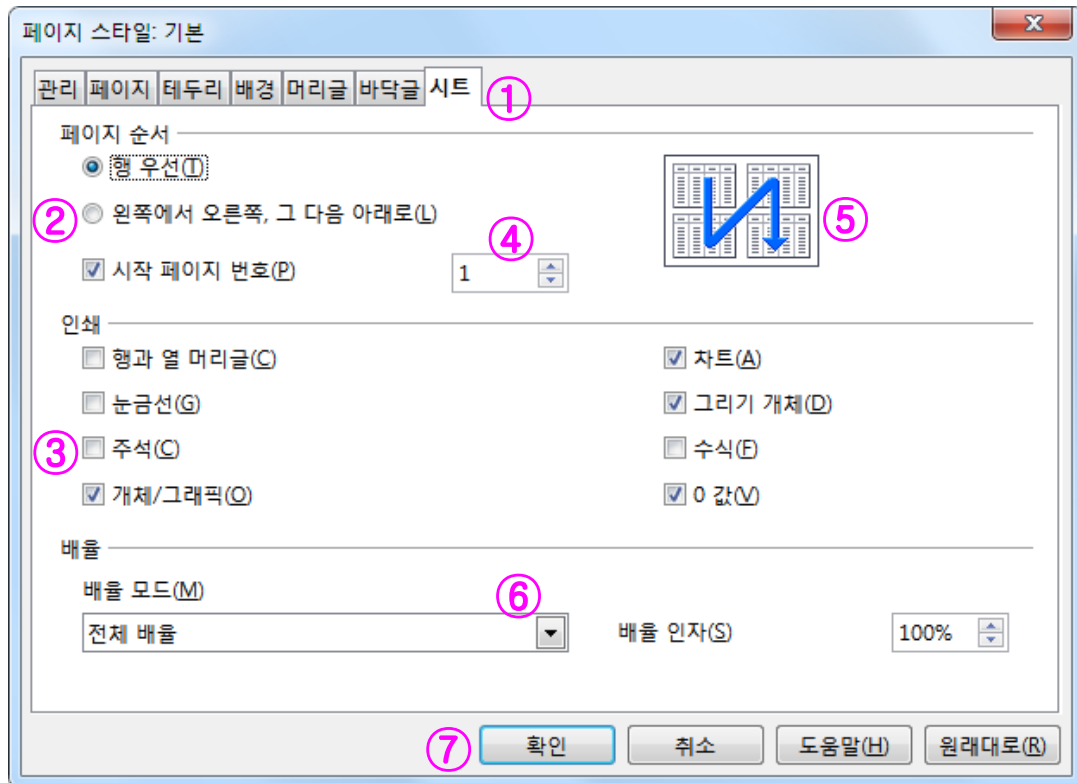 페이지 스타일: 기본
관리 페이지 테두리 배경 머리글 바닥글 시트 ①
페이지 순서
행 우선(T)
② 왼쪽에서 오른쪽, 그 다음 아래로(L) ⑤
④
시작 페이지 번호(P) 1
인쇄
행과 열 머리글(C) 차트(A)
눈금선(G) 그리기 개체(D)
③ 주석(C) 수식(F)
개체/그래픽(O) 0 값(V)
배율
배율 모드(M) ⑥
전체 배율 배율 인자(S) 100%
⑦ 확인 취소 도움말(H) 원래대로(R)